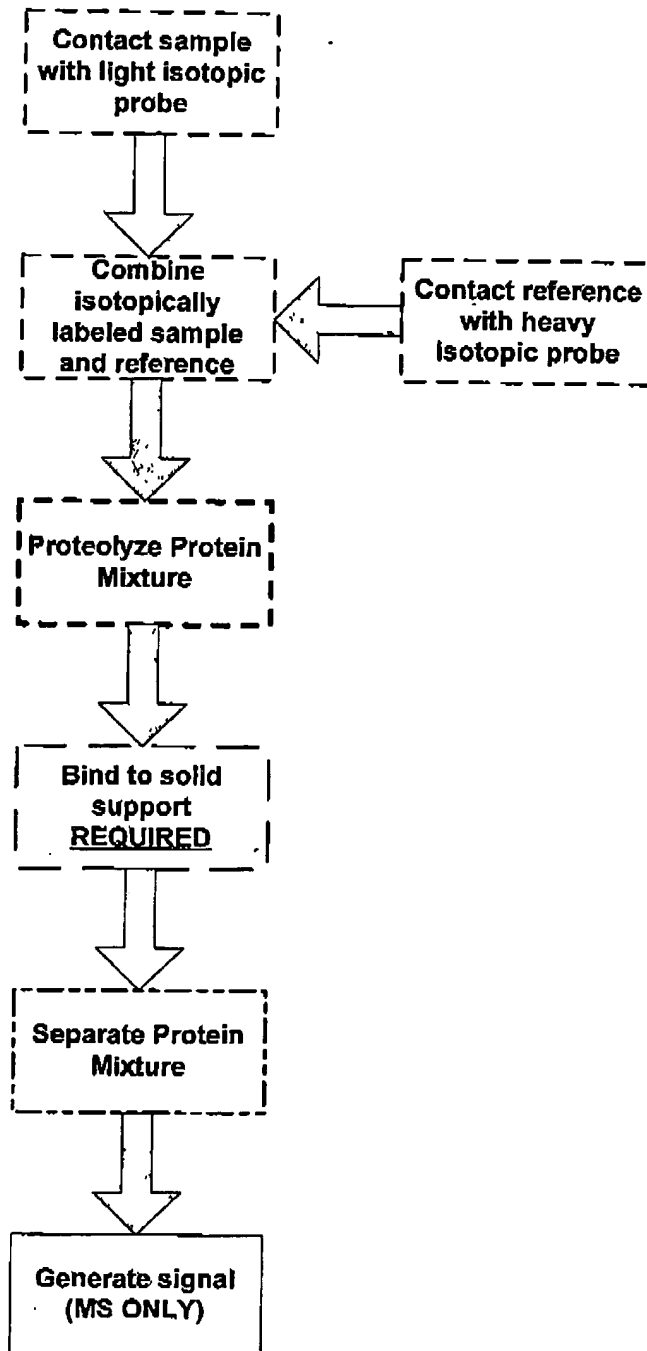 Contact sample
with light isotopic
probe
Combine
isotopically
labeled sample
and reference
Contact reference
with heavy
isotopic probe
Proteolyze Protein
Mixture
Bind to solid
support
REQUIRED
Separate Protein
Mixture
Generate signal
(MS ONLY)